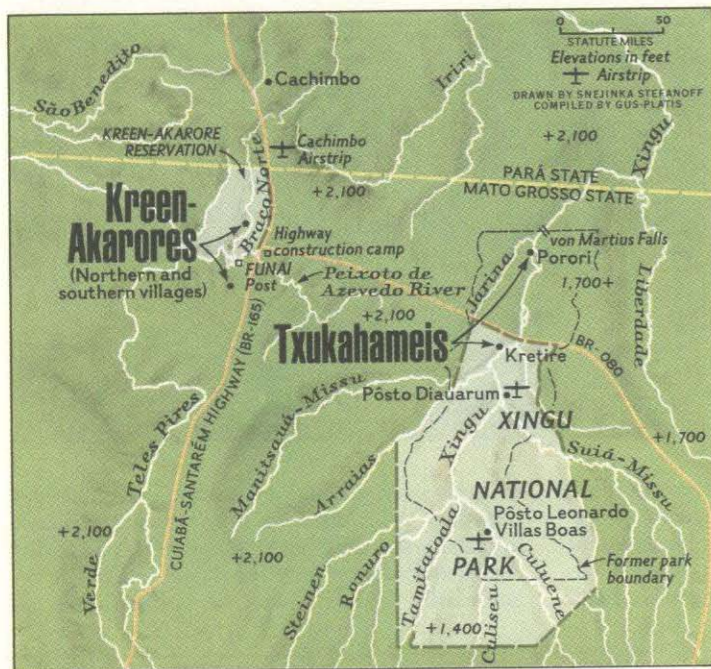 0
50
STATUTE MILES
Elevations in feet
Airstrip
DRAWN BY SNEJINKA STEFANOFF
COMPILED BY GUS-PLATIS
Cachimbo
Iriri
São Benedito
KREEN-AKARORE
RESERVATION
Cachimbo
Airstrip
+2,100
Xingu
+2,100
PARÁ STATE
MATO GROSSO STATE
Kreen-
Akarores
(Northern and
southern villages)
Braço Norte
Highway
construction camp
FUNAI
Post
Peixoto de
Azevedo River
+2,100
Jarina
von Martius Falls
Porori
1,700+
Liberdade
Txukahameis
Kretire
BR-080
Pôsto Diauarum
Manitsauá-Missu
Xingu
XINGU
Teles Pires
CUIABÁ-SANTARÉM HIGHWAY (BR-165)
Arraias
+1,700
Suiá-Missu
NATIONAL
Pôsto Leonardo
Villas Boas
+2,100
+2,100
PARK
Former park
boundary
Verde
Steinen
Ronuro
Tamitatoala
Culiseu
Culuene
+1,400